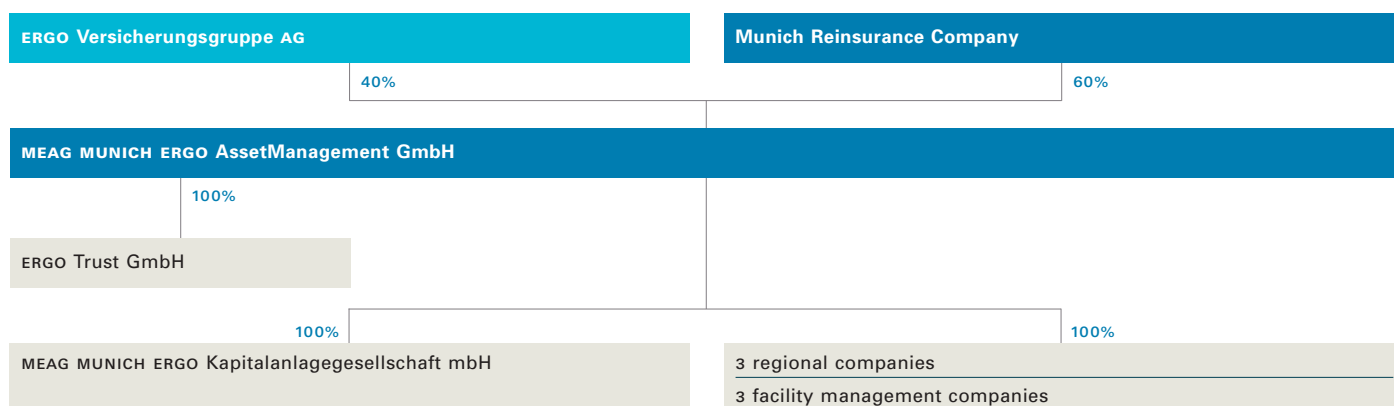 ERGO Versicherungsgruppe AG
Munich Reinsurance Company
40%
60%
MEAG MUNICH ERGO AssetManagement GmbH
100%
ERGO Trust GmbH
100%
100%
MEAG MUNICH ERGO Kapitalanlagegesellschaft mbH
3 regional companies
3 facility management companies